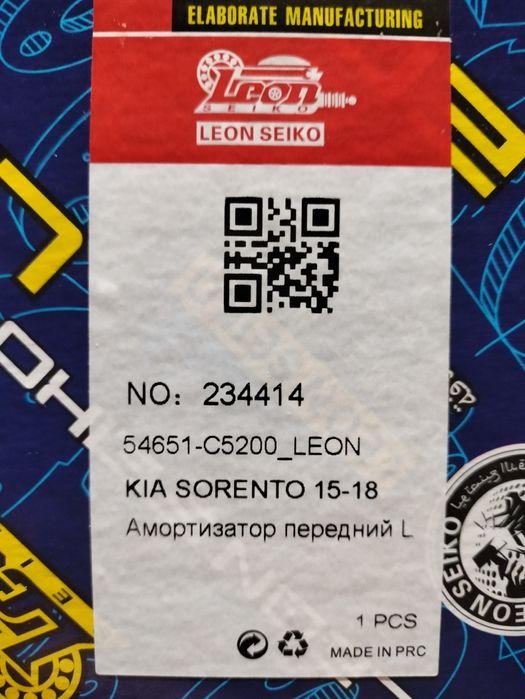 ELABORATE MANUFACTURING
Leon
SEIKO
LEON SEIKO
NO: 234414
54651-C5200_LEON
KIA SORENTO 15-18
Амортизатор передний L
1 PCS
MADE IN PRC
LEON SEIKO